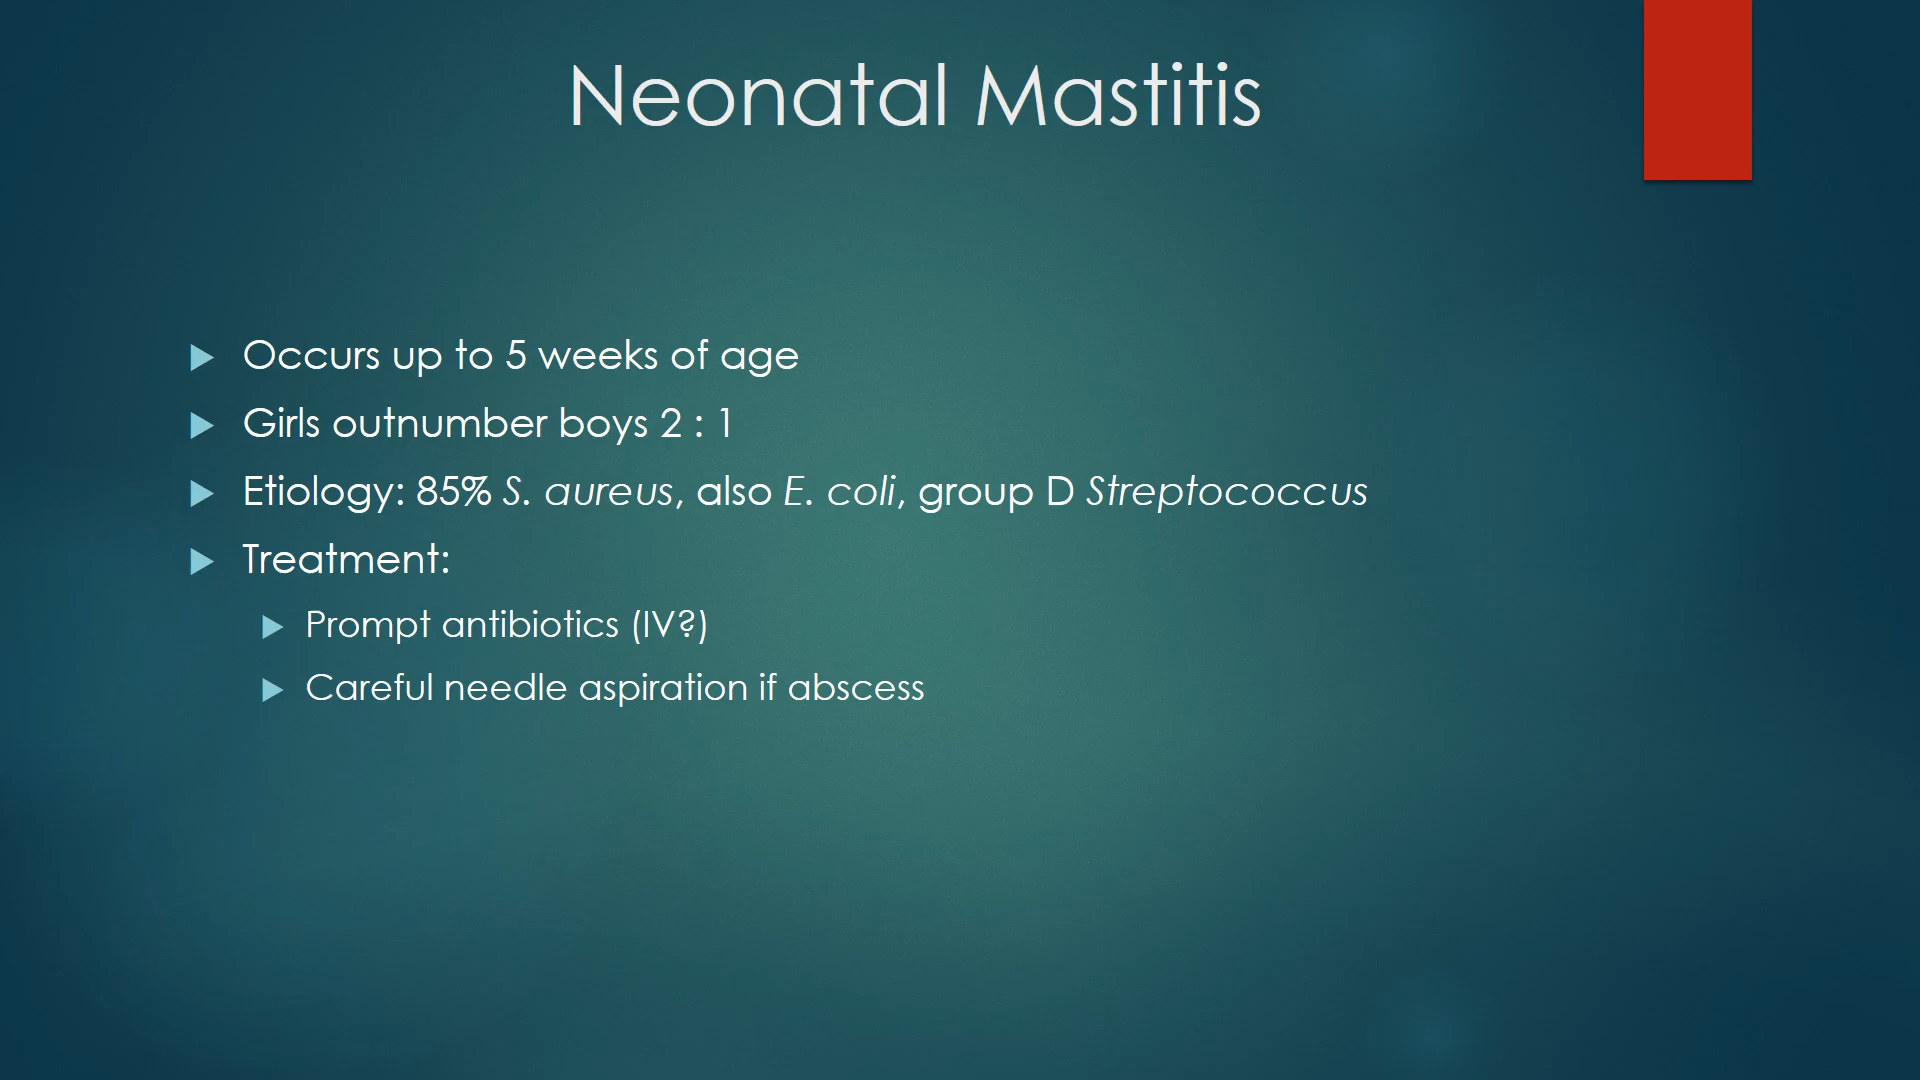 Neonatal Mastitis
Occurs up to 5 weeks of age
Girls outnumber boys 2 : 1
Etiology: 85% S. aureus, also E. coli, group D Streptococcus
Treatment:
Prompt antibiotics (IV?)
Careful needle aspiration if abscess